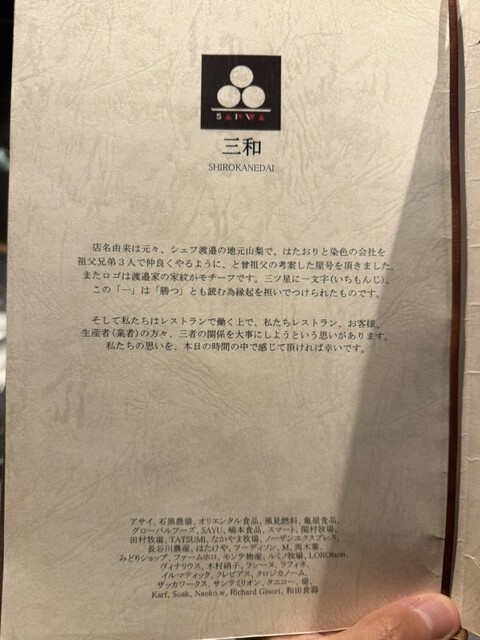 SANWA
三和
SHIROKANEDAI
店名由来は元々、シェフ渡邉の地元山梨で、はたおりと染色の会社を
祖父兄弟３人で仲良くやるように、と曾祖父の考案した屋号を頂きました。
またロゴは渡邉家の家紋がモチーフです。三ツ星に一文字(いちもんじ)、
この「一」は「勝つ」とも読む為縁起を担いでつけられたものです。
そして私たちはレストランで働く上で、私たちレストラン、お客様、
生産者(業者)の方々、三者の関係を大事にしようという思いがあります。
私たちの思いを、本日の時間の中で感じて頂ければ幸いです。
アサイ, 石黒農場, オリエンタル食品, 風見燃料, 亀屋食品,
グローバルフーズ, SAYU, 嶋本食品, スマート, 関村牧場,
田村牧場, TATSUMI, なかやま牧場, ノーザンエクスプレス,
長谷川農産, はたけや, フーディソン, M, 馬木葉,
みどりショップ, ファームホロ, モンテ物産, ルミノ牧場, LOROham,
ヴィナリウス, 木村硝子, ラシーヌ, ラフィネ,
イルマティック, クレビアス, クロジカノーム,
ザッカワークス, サンテミリオン, タニコー, 堤,
Karf, Soak, Naoko.w, Richard Ginori, 和田食器